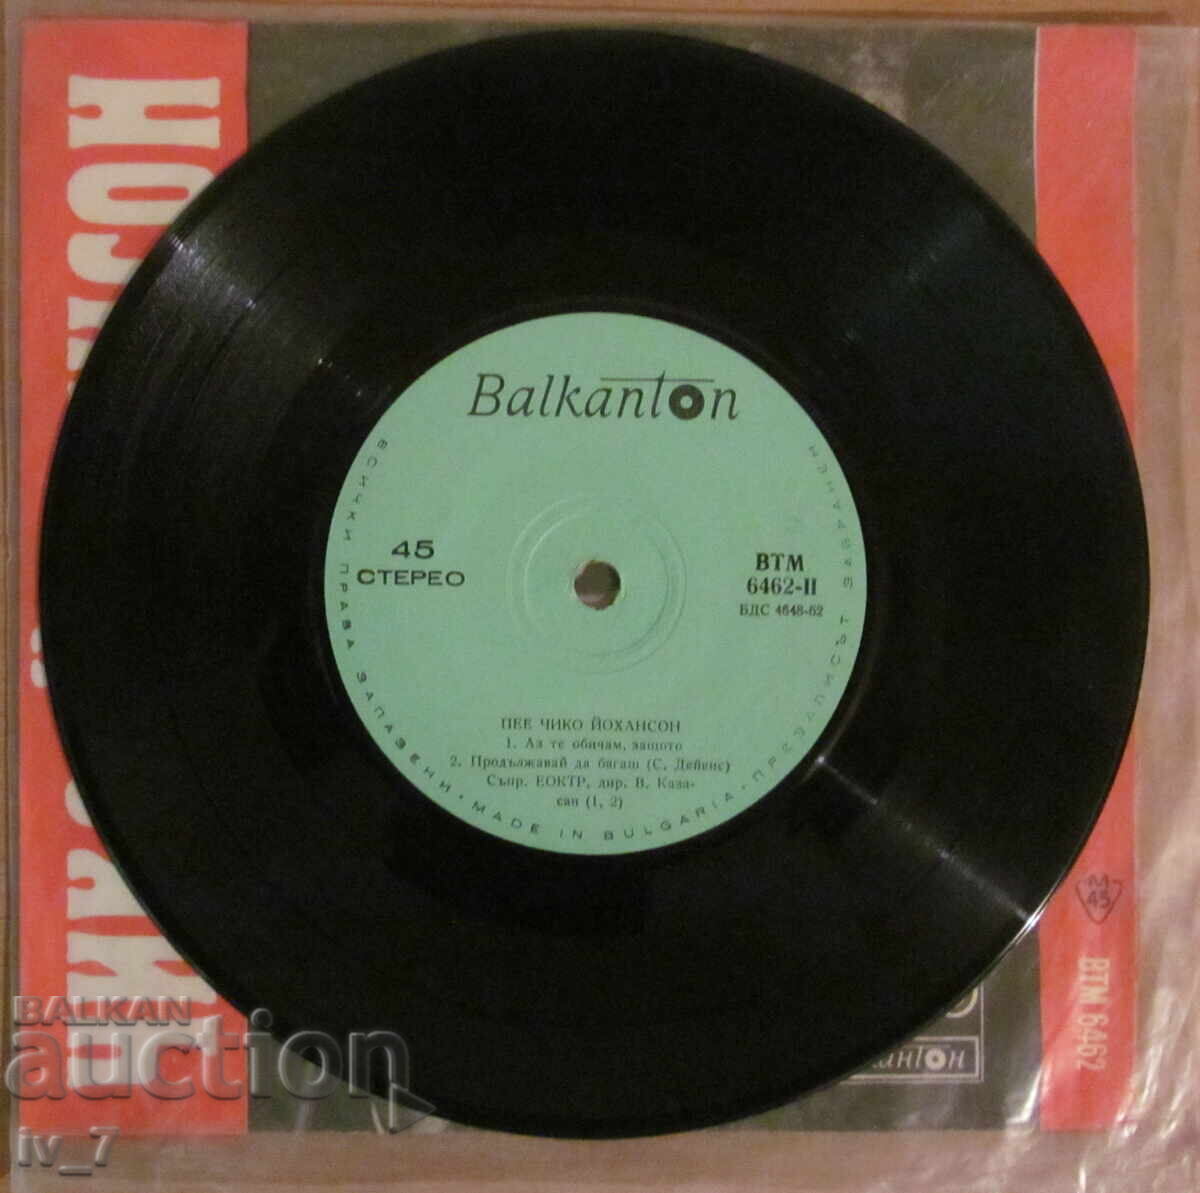 Balkanton
45
СТЕРЕО
ВТМ
6462-II
БДС 4648-62
ПЕЕ ЧИКО ЙОХАНСОН
1. Аз те обичам, защото
2. Продължавай да бягаш (С. Дейвис)
Съпр. ЕОКТР, дир. В. Каза-
сян (1, 2)
ВСИЧКИ ПРАВА ЗАПАЗЕНИ • MADE IN BULGARIA • ПРЕЗАПИСЪТ ЗАБРАНЕН
М
45
ВТМ 6462
BALKAN
auction
iv_7